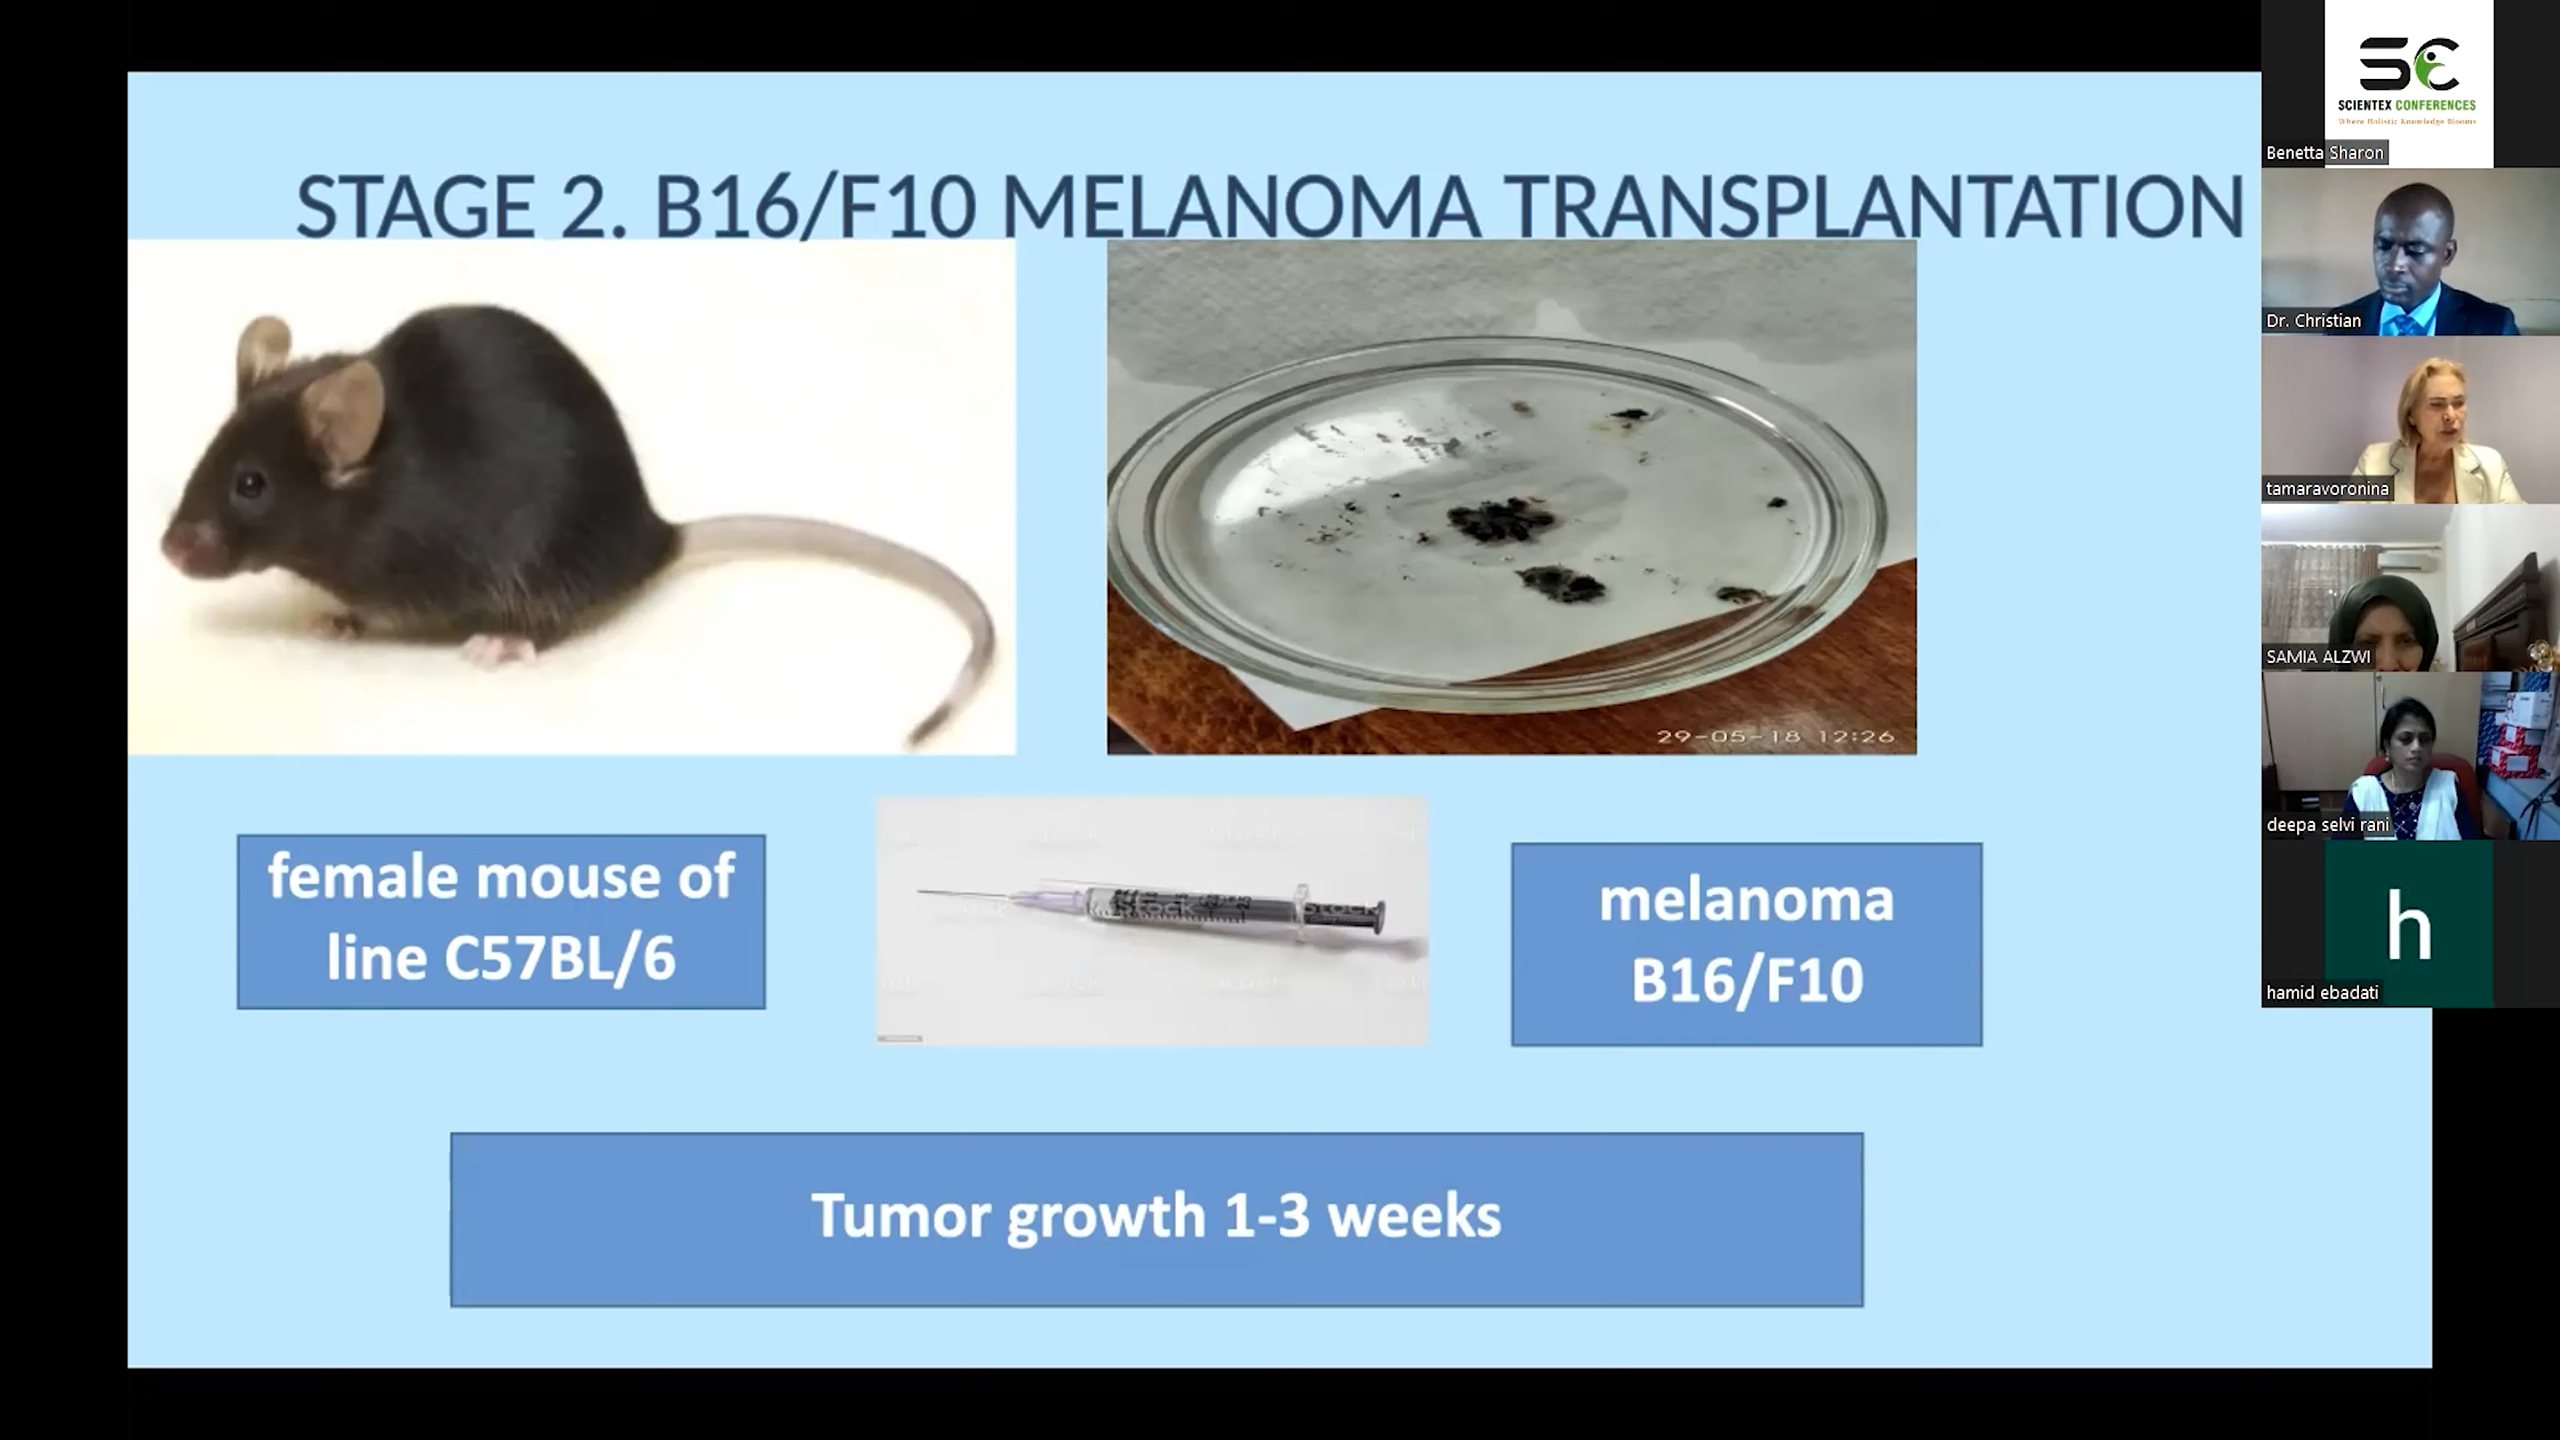 STAGE 2. B16/F10 MELANOMA TRANSPLANTATION
29-05-18 12:26
female mouse of
line C57BL/6
melanoma
B16/F10
Tumor growth 1-3 weeks
SC
SCIENTEX CONFERENCES
Where Holistic Knowledge Blooms
Benetta Sharon
Dr. Christian
tamaravoronina
SAMIA ALZWI
deepa selvi rani
h
hamid ebadati